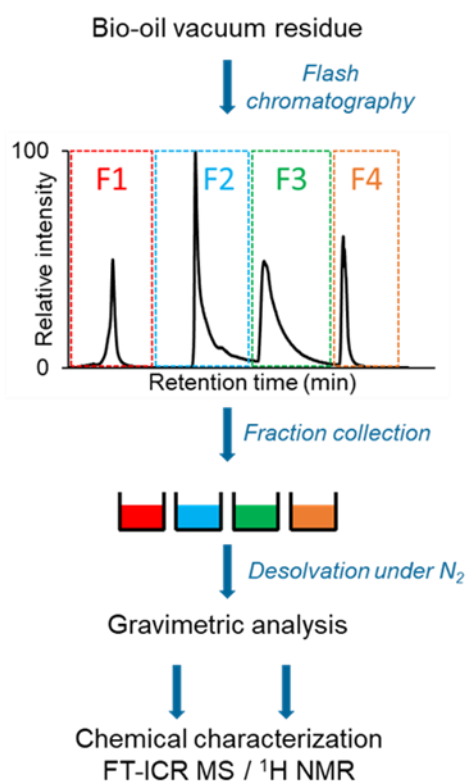 Bio-oil vacuum residue
Flash
chromatography
100
F1 F2 F3 F4
Relative intensity
0
Retention time (min)
Fraction collection
Desolvation under N₂
Gravimetric analysis
Chemical characterization
FT-ICR MS / ¹H NMR